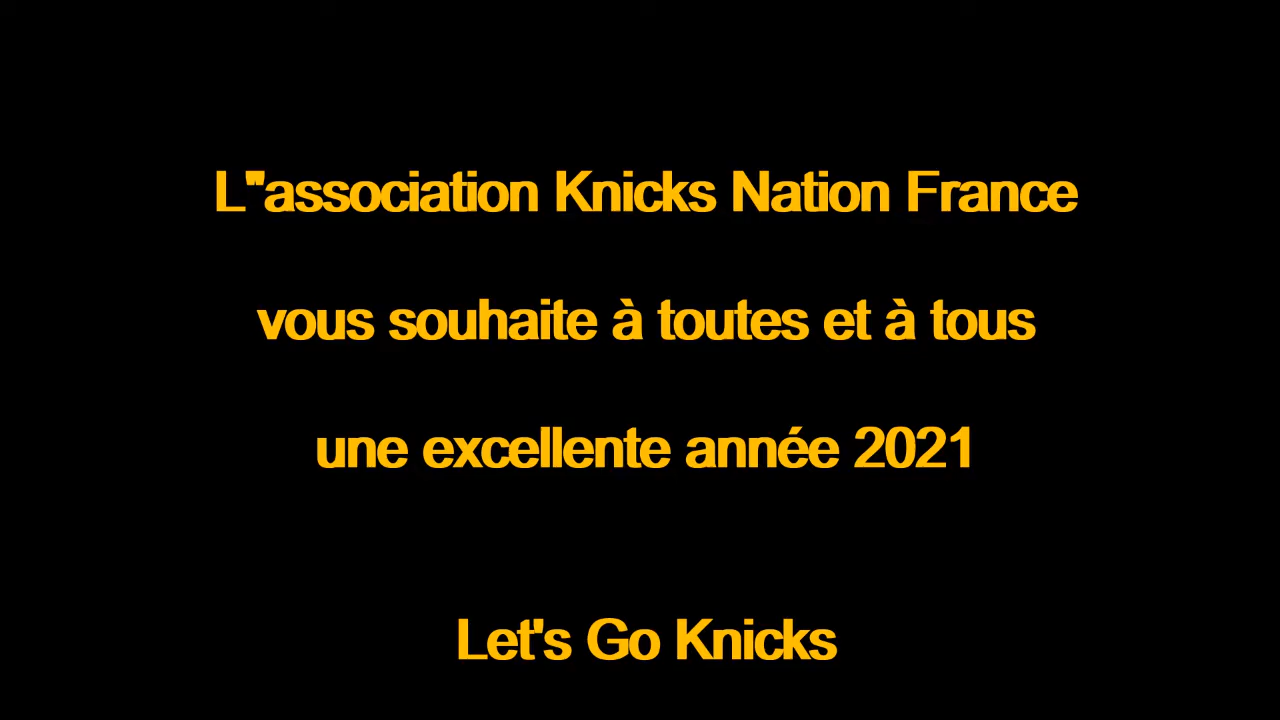 L"association Knicks Nation France
vous souhaite à toutes et à tous
une excellente année 2021
Let's Go Knicks